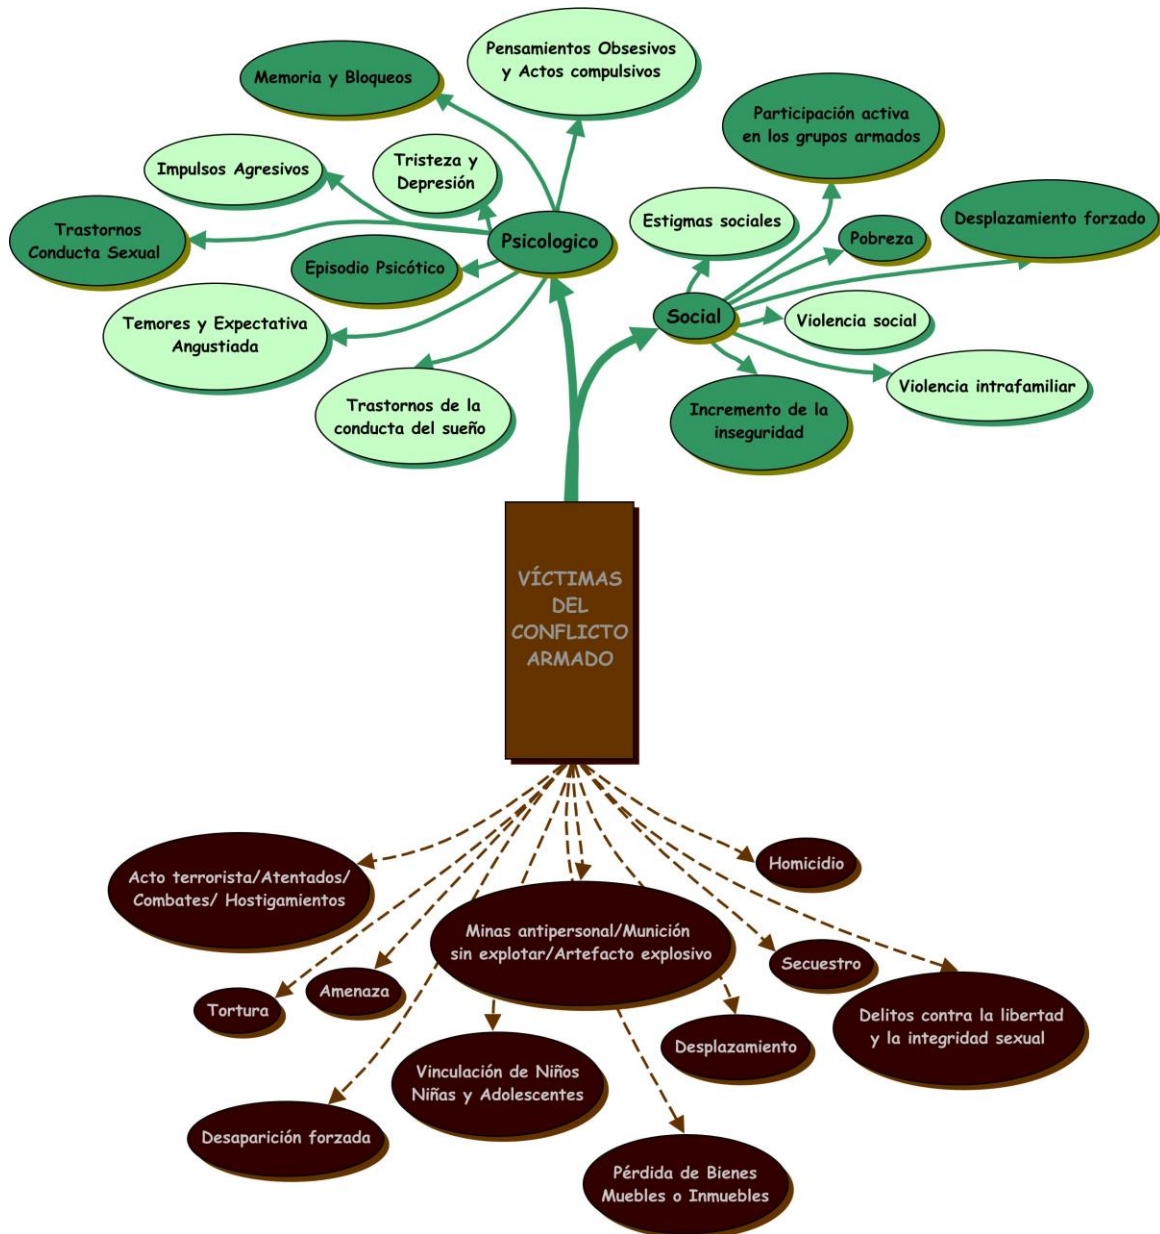 Pensamientos Obsesivos
y Actos compulsivos
Memoria y Bloqueos
Participación activa
en los grupos armados
Impulsos Agresivos
Tristeza y
Depresión
Trastornos
Conducta Sexual
Psicologico
Episodio Psicótico
Temores y Expectativa
Angustiada
Trastornos de la
conducta del sueño
Estigmas sociales
Desplazamiento forzado
Pobreza
Social
Violencia social
Violencia intrafamiliar
Incremento de la
inseguridad
VÍCTIMAS
DEL
CONFLICTO
ARMADO
Homicidio
Acto terrorista/Atentados/
Combates/ Hostigamientos
Minas antipersonal/Munición
sin explotar/Artefacto explosivo
Secuestro
Amenaza
Tortura
Delitos contra la libertad
y la integridad sexual
Desplazamiento
Vinculación de Niños
Niñas y Adolescentes
Desaparición forzada
Pérdida de Bienes
Muebles o Inmuebles